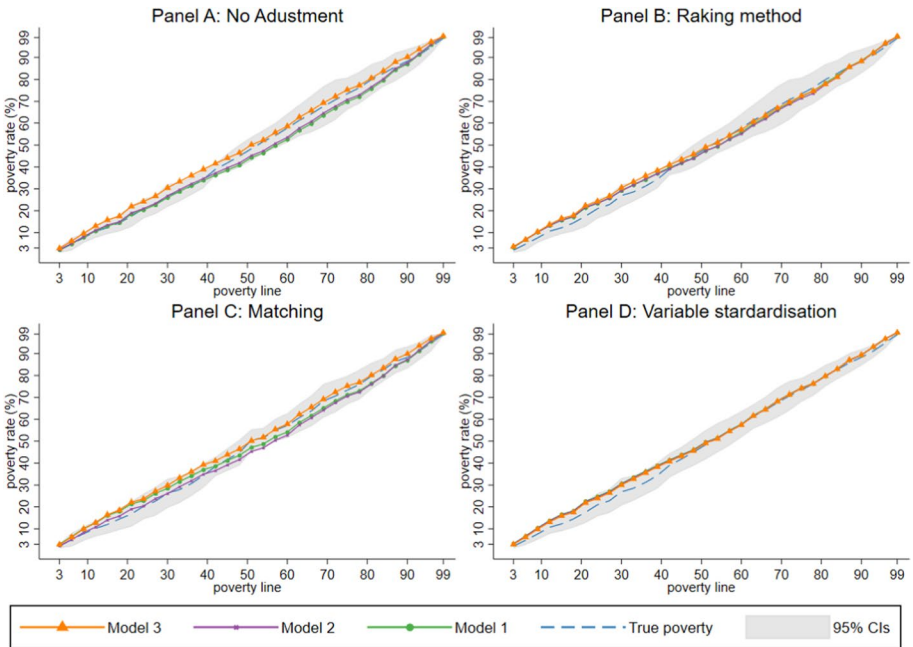 Panel A: No Adustment
poverty rate (%)
99
90
80
70
60
50
40
30
20
10
3
3 10 20 30 40 50 60 70 80 90 99
poverty line
Panel B: Raking method
poverty rate (%)
99
90
80
70
60
50
40
30
20
10
3
3 10 20 30 40 50 60 70 80 90 99
poverty line
Panel C: Matching
poverty rate (%)
99
90
80
70
60
50
40
30
20
10
3
3 10 20 30 40 50 60 70 80 90 99
poverty line
Panel D: Variable stardardisation
poverty rate (%)
99
90
80
70
60
50
40
30
20
10
3
3 10 20 30 40 50 60 70 80 90 99
poverty line
Model 3 Model 2 Model 1 True poverty 95% CIs